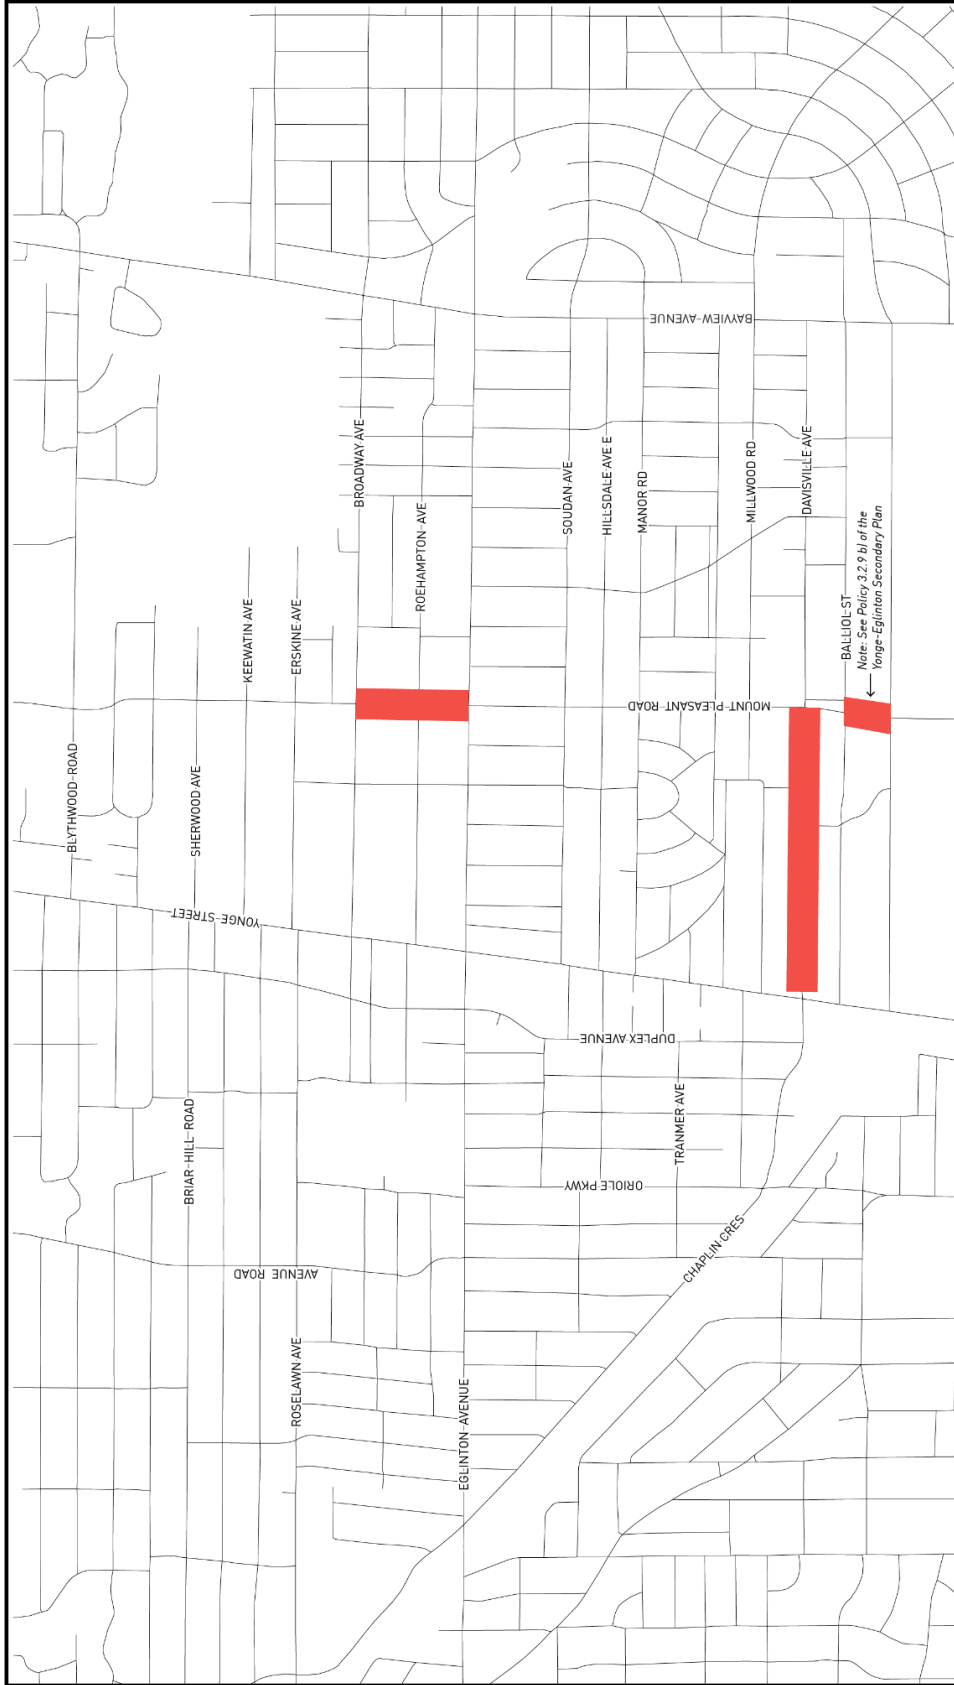 BAYVIEW AVENUE
BROADWAY AVE
ROEHAMPTON AVE
SOUDAN AVE
HILLSDALE AVE E
MANOR RD
MILLWOOD RD
DAVISVILLE AVE
BALLIOL ST
Note: See Policy 3.2.9 b) of the
Yonge-Eglinton Secondary Plan
KEEWATIN AVE
ERSKINE AVE
MOUNT PLEASANT ROAD
BLYTHWOOD ROAD
SHERWOOD AVE
YONGE STREET
DUPLEX AVENUE
TRANMER AVE
BRIAR HILL ROAD
ORIOLE PKWY
CHAPLIN CRES
AVENUE ROAD
ROSELAWN AVE
EGLINTON AVENUE